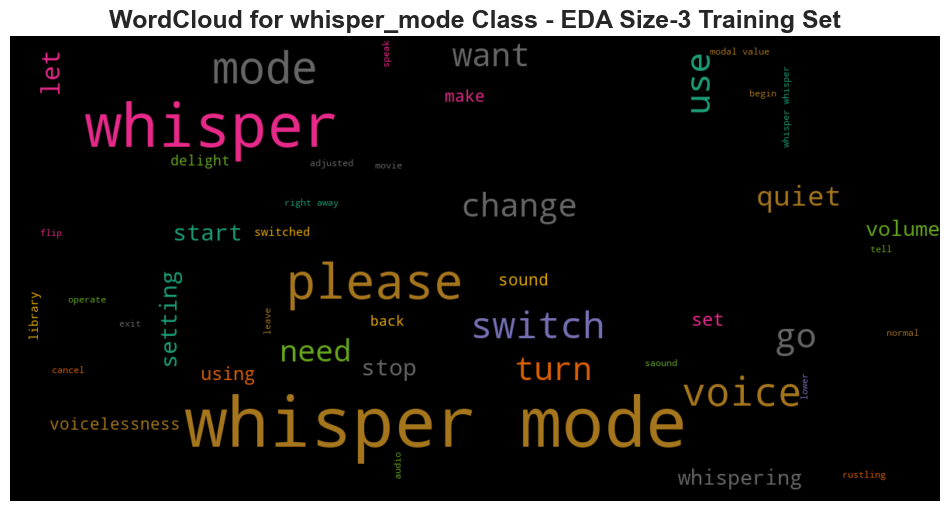 WordCloud for whisper_mode Class - EDA Size-3 Training Set
let
mode
speak
want
use
modal value
make
begin
whisper whisper
whisper
delight
adjusted
movie
quiet
change
right away
flip
start
switched
volume
tell
setting
please
sound
library
operate
exit
leave
back
switch
set
go
normal
need
stop
saound
cancel
using
turn
lower
voice
voicelessness
whisper mode
audio
whispering
rustling